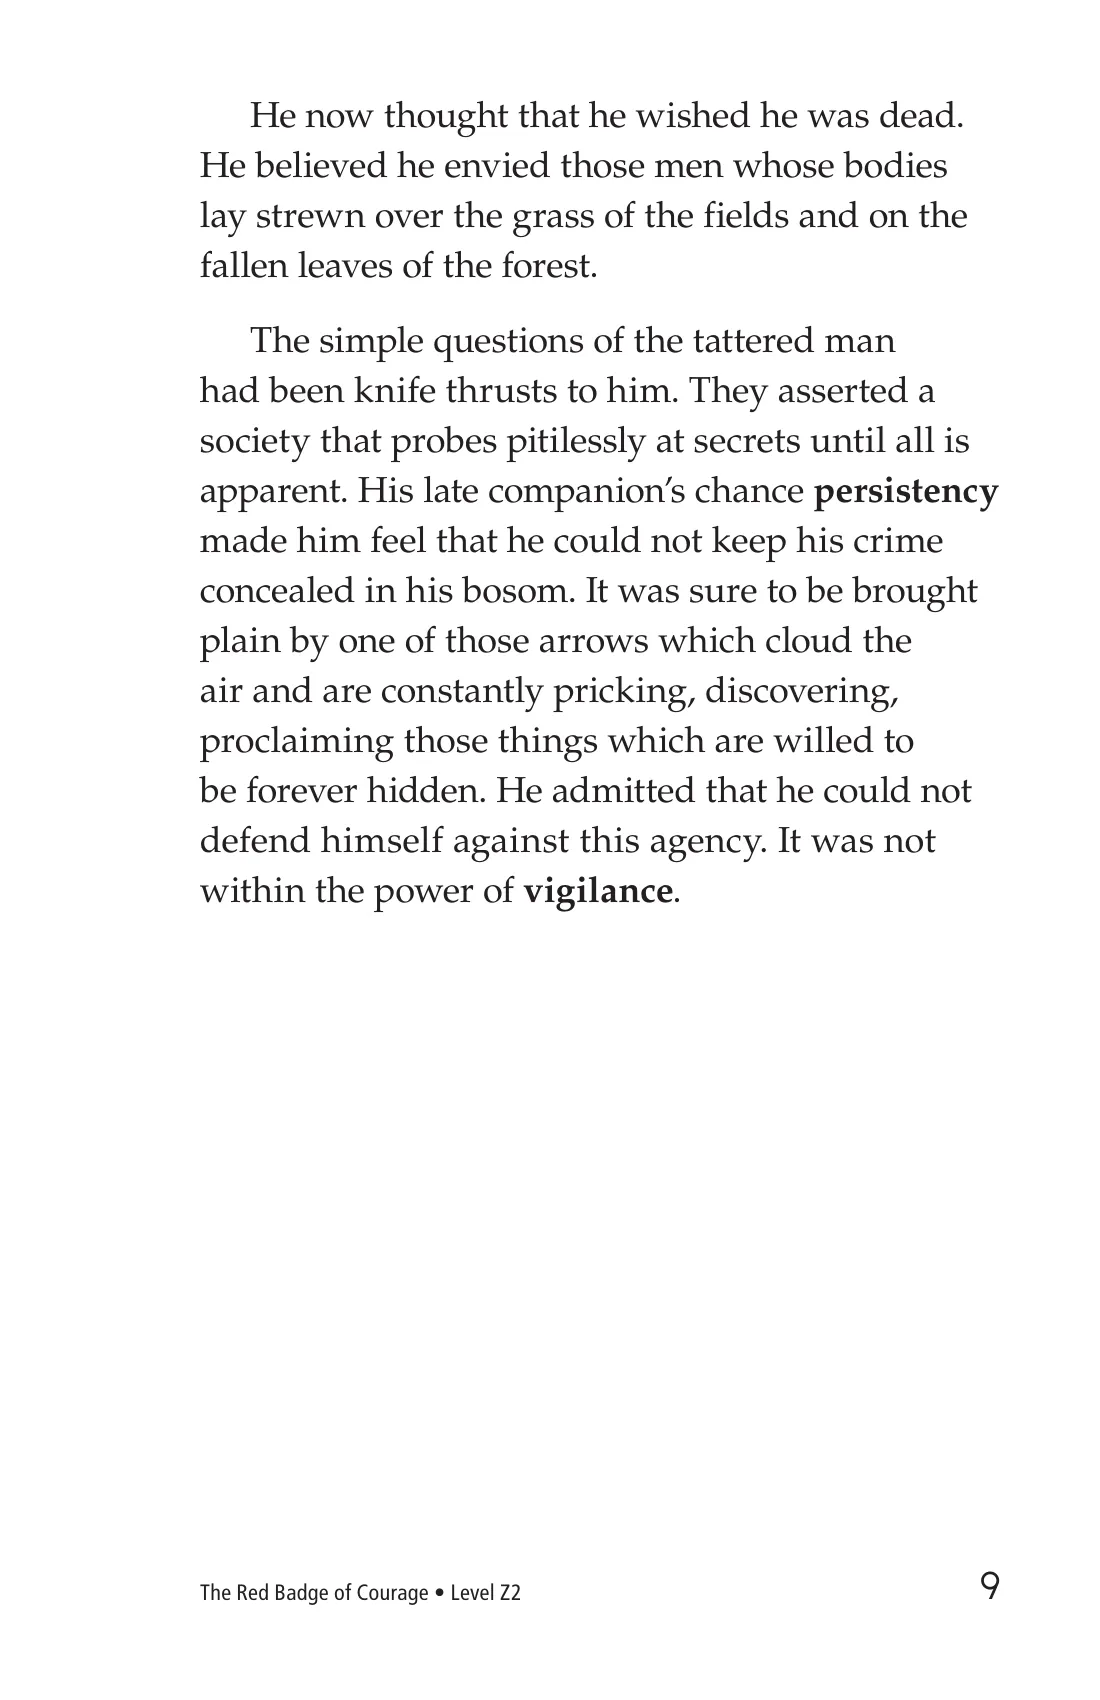 He now thought that he wished he was dead.
He believed he envied those men whose bodies
lay strewn over the grass of the fields and on the
fallen leaves of the forest.
The simple questions of the tattered man
had been knife thrusts to him. They asserted a
society that probes pitilessly at secrets until all is
apparent. His late companion’s chance persistency
made him feel that he could not keep his crime
concealed in his bosom. It was sure to be brought
plain by one of those arrows which cloud the
air and are constantly pricking, discovering,
proclaiming those things which are willed to
be forever hidden. He admitted that he could not
defend himself against this agency. It was not
within the power of vigilance.
The Red Badge of Courage • Level Z2
9